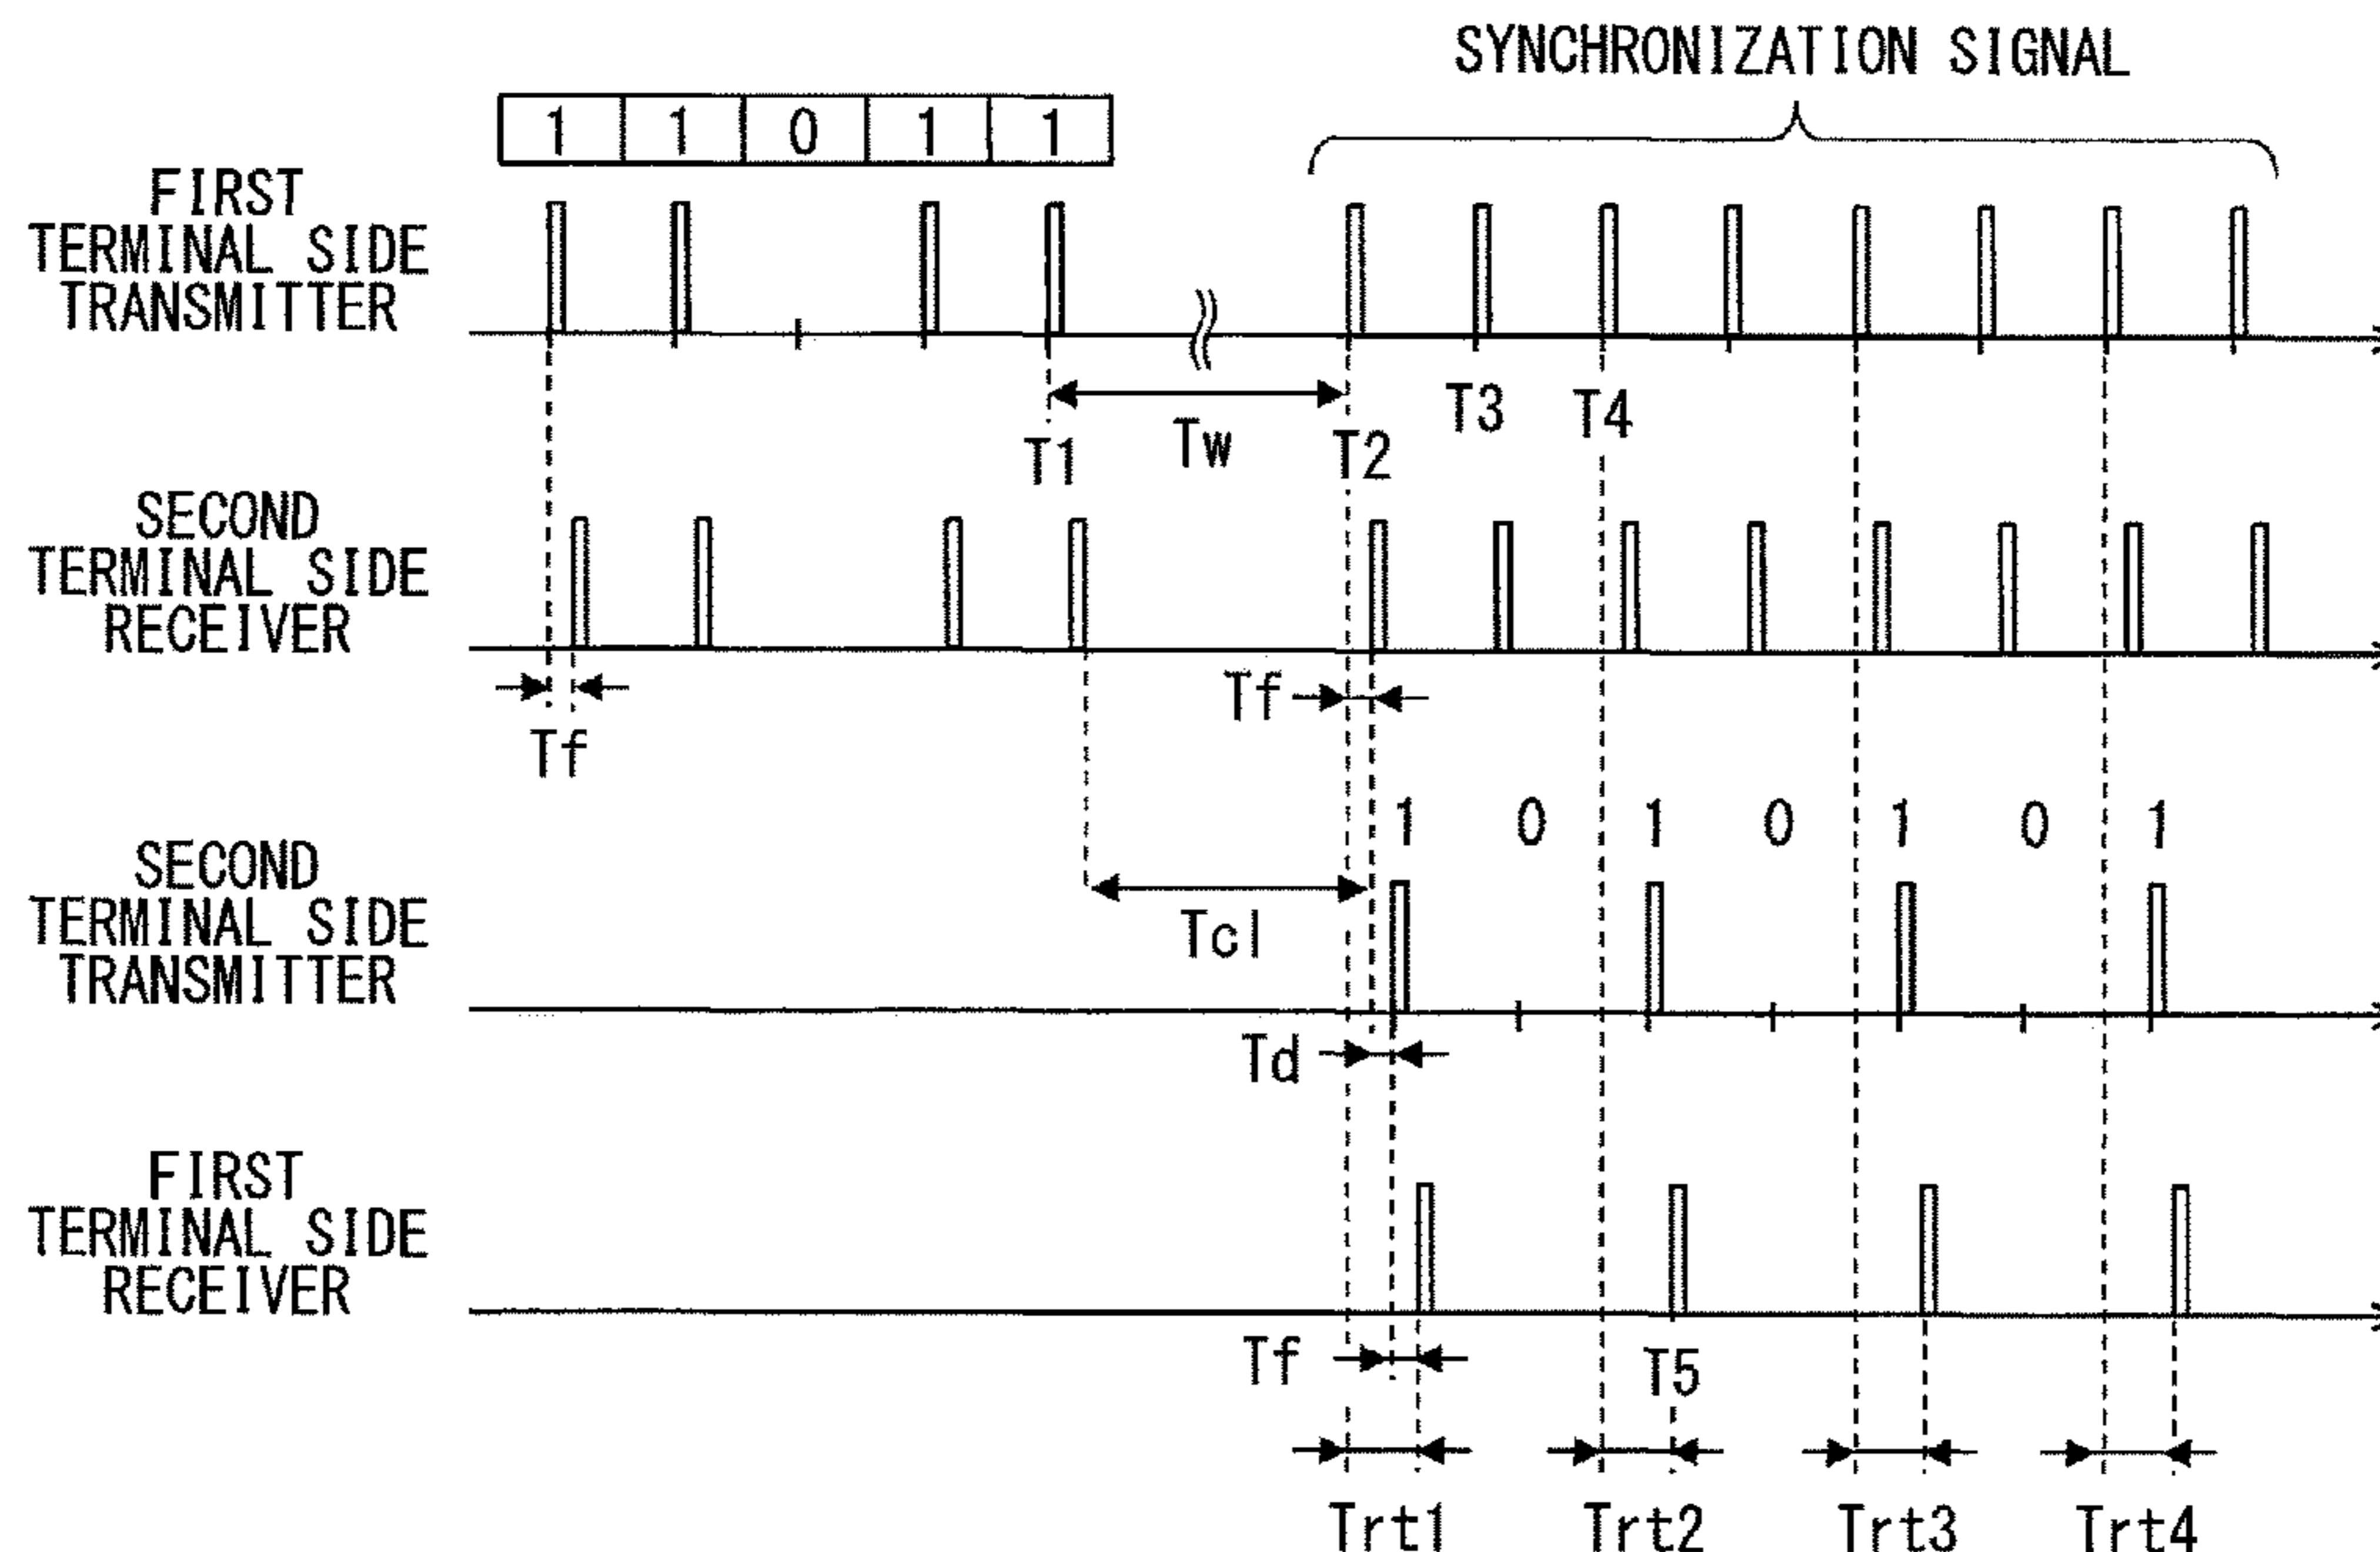 SYNCHRONIZATION SIGNAL
1 1 0 1 1
FIRST
TERMINAL SIDE
TRANSMITTER
T1
Tw
T2
T3
T4
SECOND
TERMINAL SIDE
RECEIVER
Tf
Tf
1 0 1 0 1 0 1
SECOND
TERMINAL SIDE
TRANSMITTER
Tcl
Td
FIRST
TERMINAL SIDE
RECEIVER
Tf
T5
Trt1 Trt2 Trt3 Trt4